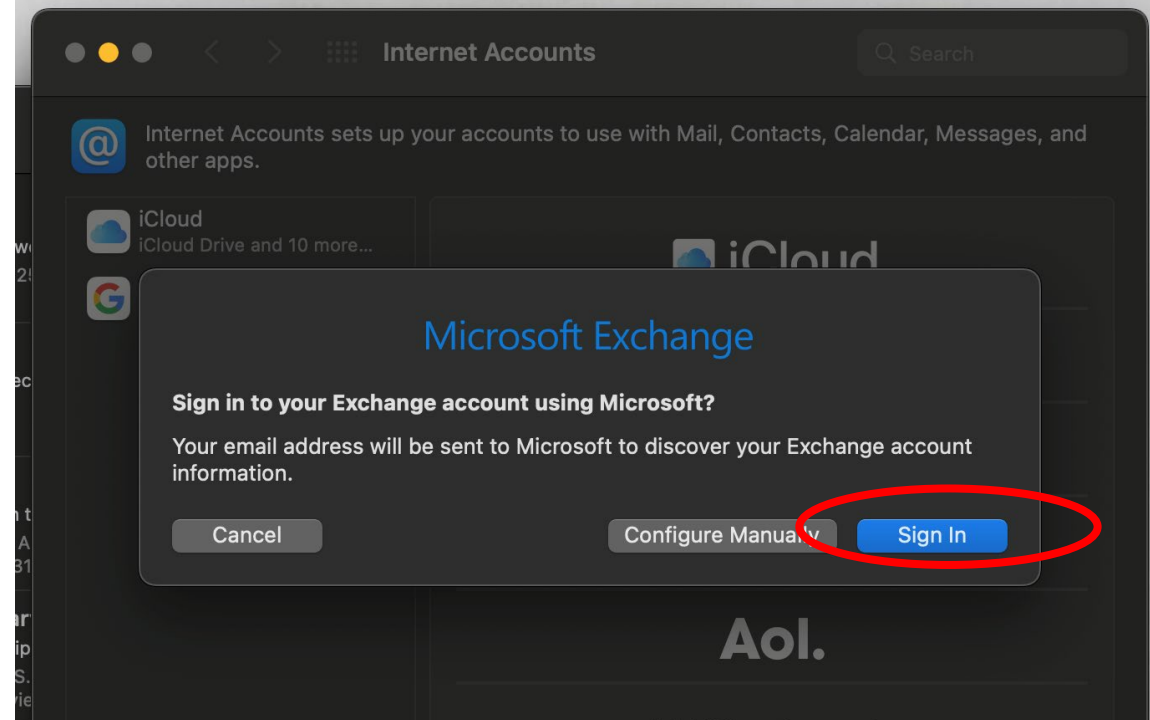 Internet Accounts
Search
Internet Accounts sets up your accounts to use with Mail, Contacts, Calendar, Messages, and
other apps.
iCloud
iCloud Drive and 10 more...
iCloud
Microsoft Exchange
Sign in to your Exchange account using Microsoft?
Your email address will be sent to Microsoft to discover your Exchange account
information.
Cancel
Configure Manually
Sign In
Aol.